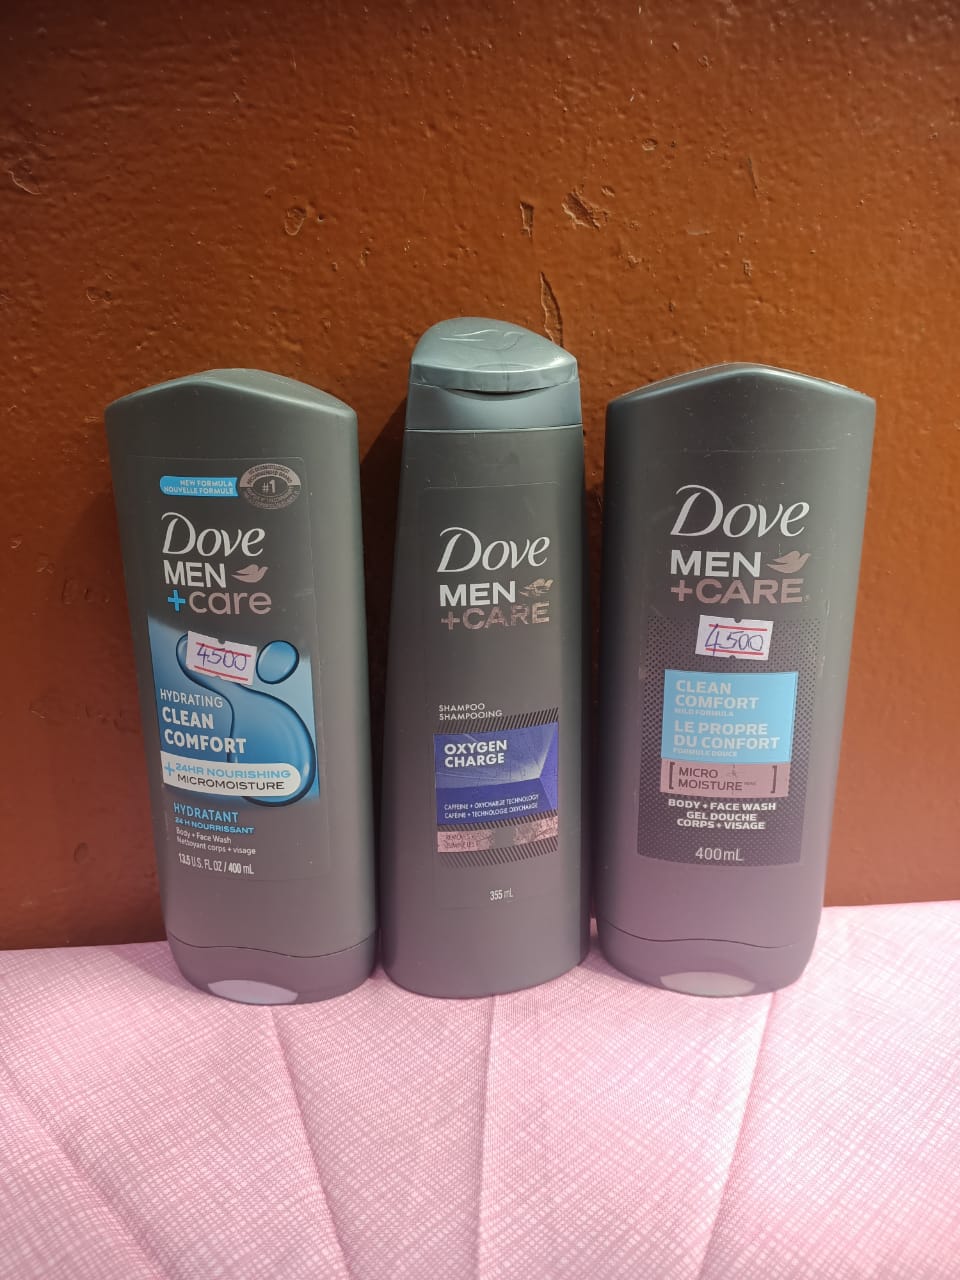 NEW FORMULA
NOUVELLE FORMULE
#1
Dove
MEN
+care
4500
HYDRATING
CLEAN
COMFORT
+ 24HR NOURISHING
MICROMOISTURE
HYDRATANT
24 H NOURRISSANT
Body + Face Wash
Nettoyant corps + visage
13.5 U.S. FL OZ / 400 mL
Dove
MEN
+CARE
SHAMPOO
SHAMPOOING
OXYGEN
CHARGE
CAFFEINE + OXYCHARGE TECHNOLOGY
CAFÉINE + TECHNOLOGIE OXYCHARGE
355 mL
Dove
MEN
+CARE
4500
CLEAN
COMFORT
MILD FORMULA
LE PROPRE
DU CONFORT
FORMULE DOUCE
[ MICRO
MOISTURE ]
BODY + FACE WASH
GEL DOUCHE
CORPS + VISAGE
400mL